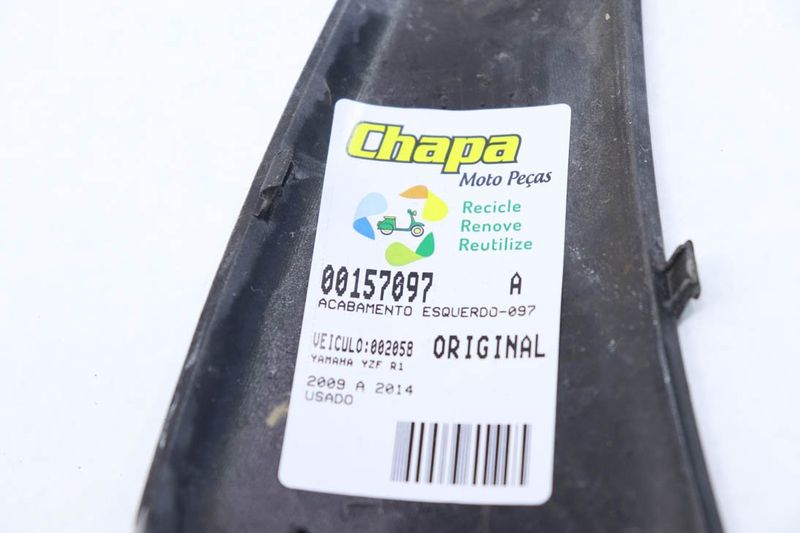 Chapa
Moto Peças
Recicle
Renove
Reutilize
00157097 A
ACABAMENTO ESQUERDO-097
VEICULO:002058 ORIGINAL
YAMAHA YZF R1
2009 A 2014
USADO